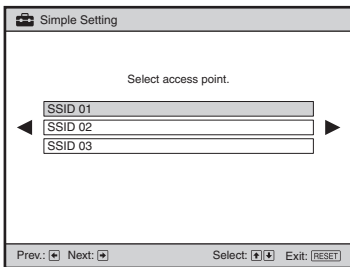 Simple Setting
Select access point.
SSID 01
SSID 02
SSID 03
Prev.: Next: Select: Exit: RESET